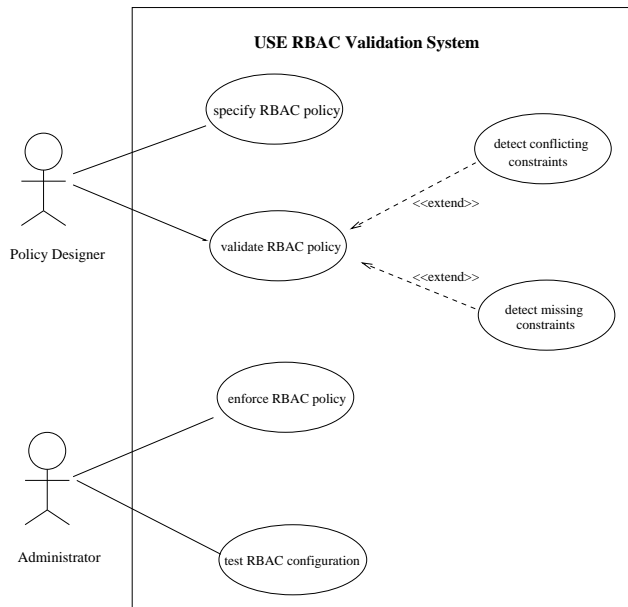 USE RBAC Validation System
specify RBAC policy
detect conflicting
constraints
<<extend>>
Policy Designer
validate RBAC policy
<<extend>>
detect missing
constraints
enforce RBAC policy
Administrator
test RBAC configuration